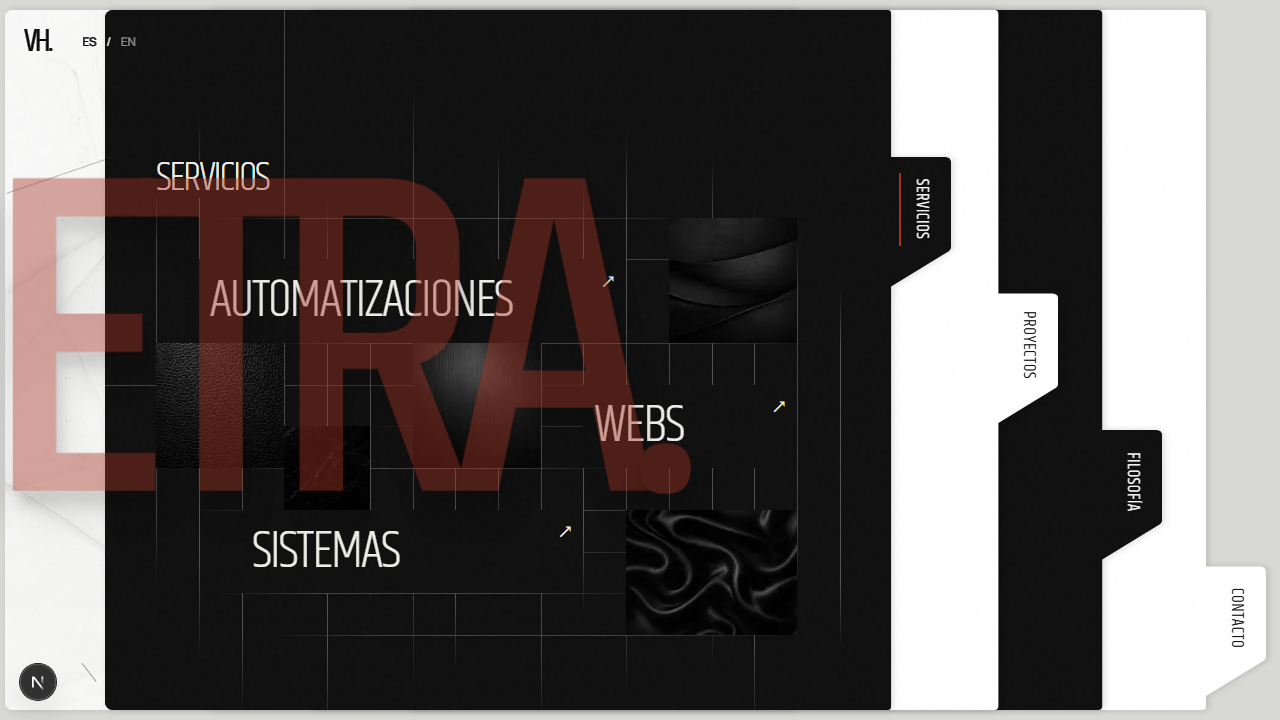 VH.
ES / EN
SERVICIOS
ETRA.
AUTOMATIZACIONES
WEBS
SISTEMAS
SERVICIOS
PROYECTOS
FILOSOFÍA
CONTACTO
N